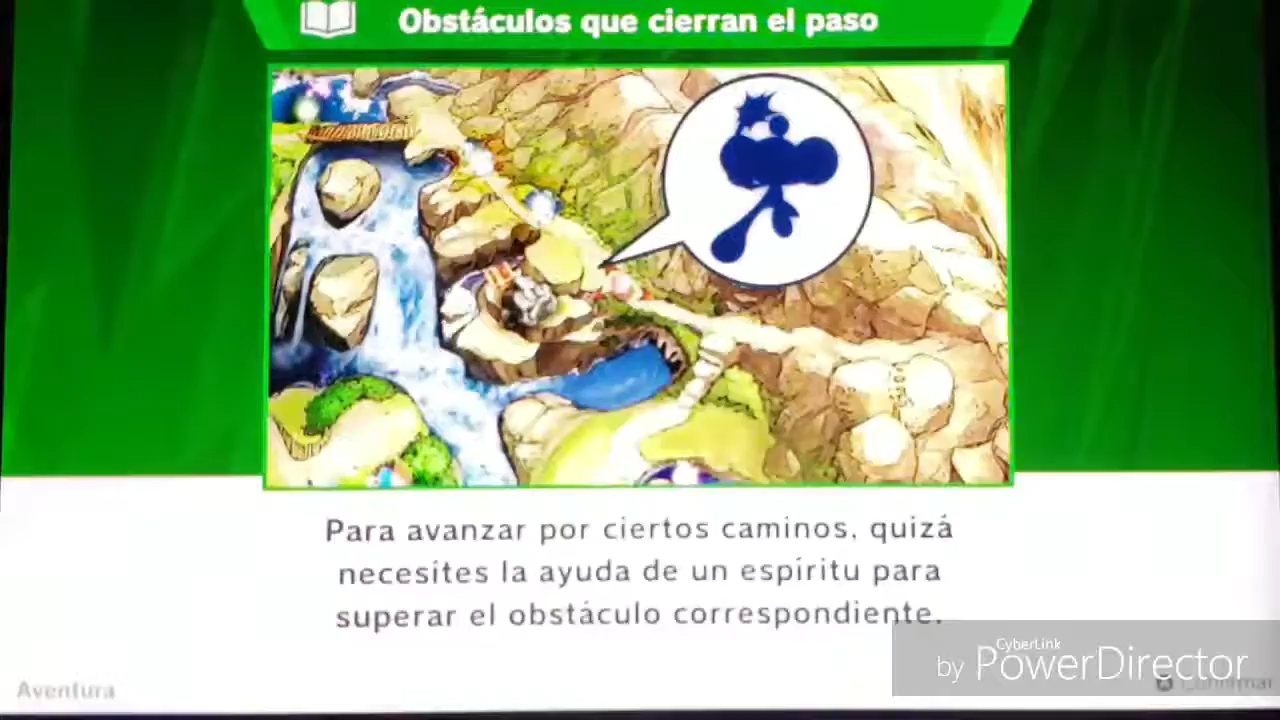 Obstáculos que cierran el paso
Para avanzar por ciertos caminos, quizá
necesites la ayuda de un espíritu para
superar el obstáculo correspondiente.
CyberLink
by PowerDirector
Aventura
Confirmar